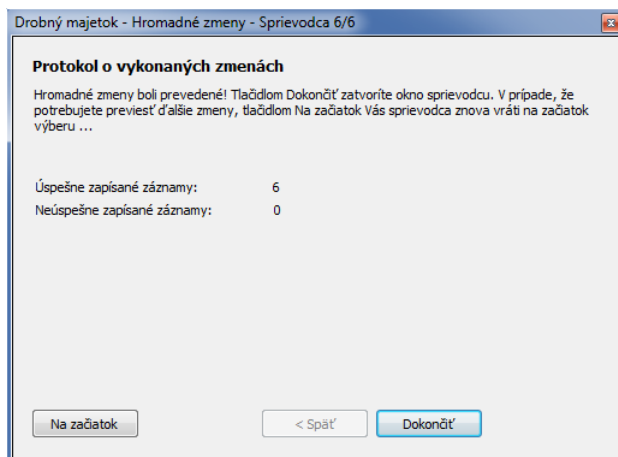 Drobný majetok - Hromadné zmeny - Sprievodca 6/6
Protokol o vykonaných zmenách
Hromadné zmeny boli prevedené! Tlačidlom Dokončiť zatvoríte okno sprievodcu. V prípade, že
potrebujete previesť ďalšie zmeny, tlačidlom Na začiatok Vás sprievodca znova vráti na začiatok
výberu ...
Úspešne zapísané záznamy: 6
Neúspešne zapísané záznamy: 0
Na začiatok < Späť Dokončiť